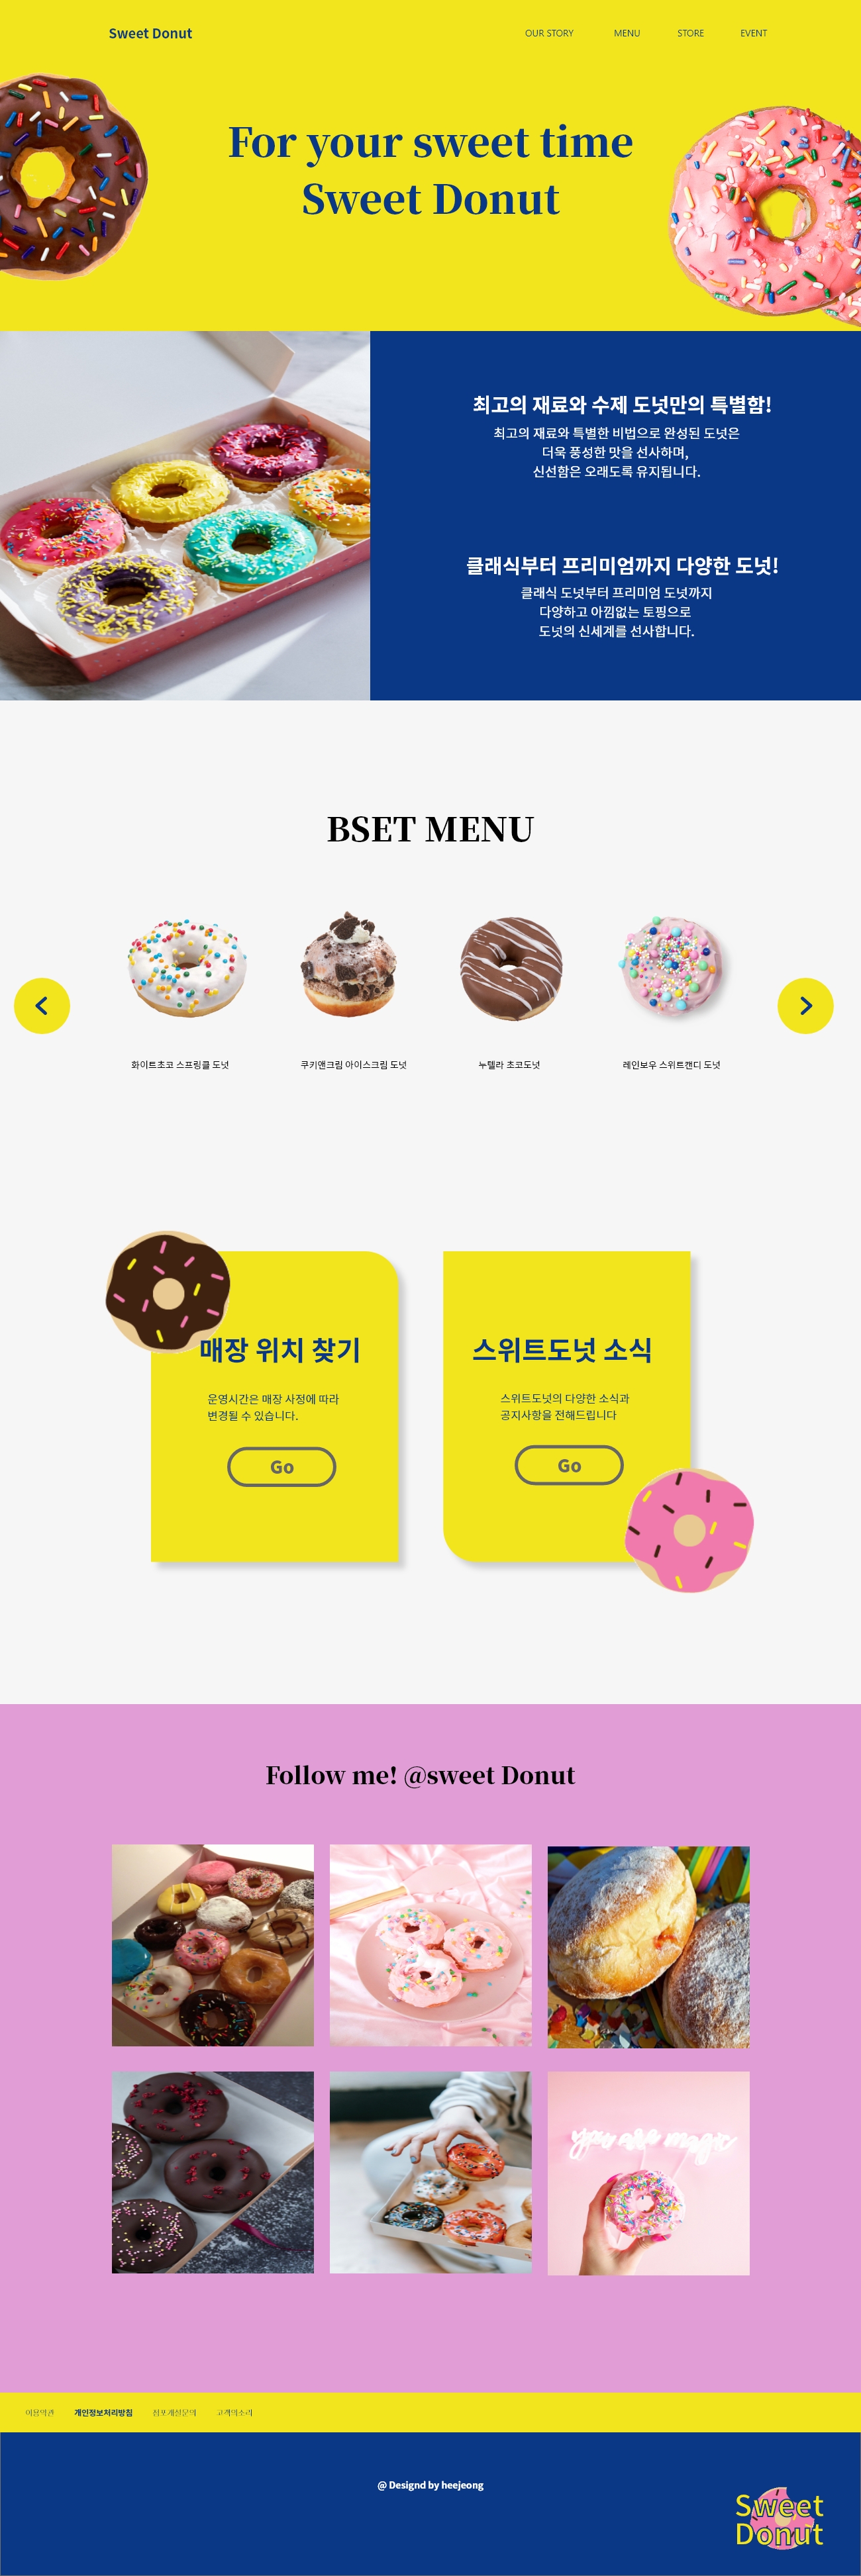 Sweet Donut
OUR STORY MENU STORE EVENT
For your sweet time
Sweet Donut
최고의 재료와 수제 도넛만의 특별함!
최고의 재료와 특별한 비법으로 완성된 도넛은
더욱 풍성한 맛을 선사하며,
신선함은 오래도록 유지됩니다.
클래식부터 프리미엄까지 다양한 도넛!
클래식 도넛부터 프리미엄 도넛까지
다양하고 아낌없는 토핑으로
도넛의 신세계를 선사합니다.
BSET MENU
화이트초코 스프링클 도넛
쿠키앤크림 아이스크림 도넛
누텔라 초코도넛
레인보우 스위트캔디 도넛
매장 위치 찾기
운영시간은 매장 사정에 따라
변경될 수 있습니다.
Go
스위트도넛 소식
스위트도넛의 다양한 소식과
공지사항을 전해드립니다
Go
Follow me! @sweet Donut
you are magic
이용약관 개인정보처리방침 점포개설문의 고객의소리
@ Designd by heejeong
Sweet
Donut